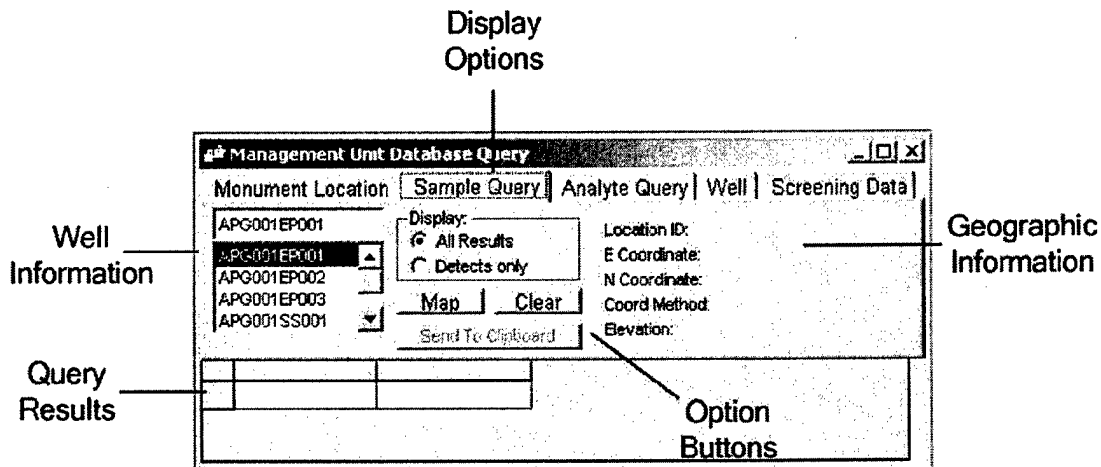 Display
Options
Management Unit Database Query
Monument Location Sample Query Analyte Query Well Screening Data
Well
Information
APG001EP001
APG001EP001
APG001EP002
APG001EP003
APG001SS001
Display:
All Results
Detects only
Map Clear
Send To Clipboard
Location ID:
E Coordinate:
N Coordinate:
Coord Method:
Elevation:
Geographic
Information
Query
Results
Option
Buttons